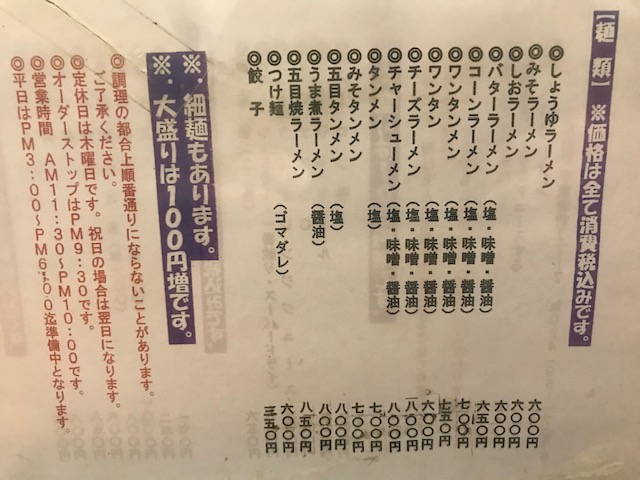 【麺 類】 ※価格は全て消費税込みです。
◎しょうゆラーメン 六〇〇円
◎みそラーメン 六〇〇円
◎しおラーメン 六〇〇円
◎バターラーメン (塩・味噌・醤油) 六五〇円
◎コーンラーメン (塩・味噌・醤油) 七〇〇円
◎ワンタンメン (塩・味噌・醤油) 七五〇円
◎ワンタン (塩・味噌・醤油) 六〇〇円
◎チーズラーメン (塩・味噌・醤油) 八〇〇円
◎チャーシューメン (塩・味噌・醤油) 八〇〇円
◎タンメン 七〇〇円
◎みそタンメン 七〇〇円
◎五目タンメン (塩) 八〇〇円
◎うま煮ラーメン (醤油) 八〇〇円
◎五目焼ラーメン 八五〇円
◎つけ麺 (ゴマダレ) 六〇〇円
◎餃 子 三五〇円
※.細麺もあります。
※.大盛りは100円増です。
◎調理の都合上順番通りにならないことがあります。
ご了承ください。
◎定休日は木曜日です。祝日の場合は翌日になります。
◎オーダーストップはPM9:30です。
◎営業時間 AM11:30~PM10:00です。
◎平日はPM3:00~PM6:00迄準備中となります。